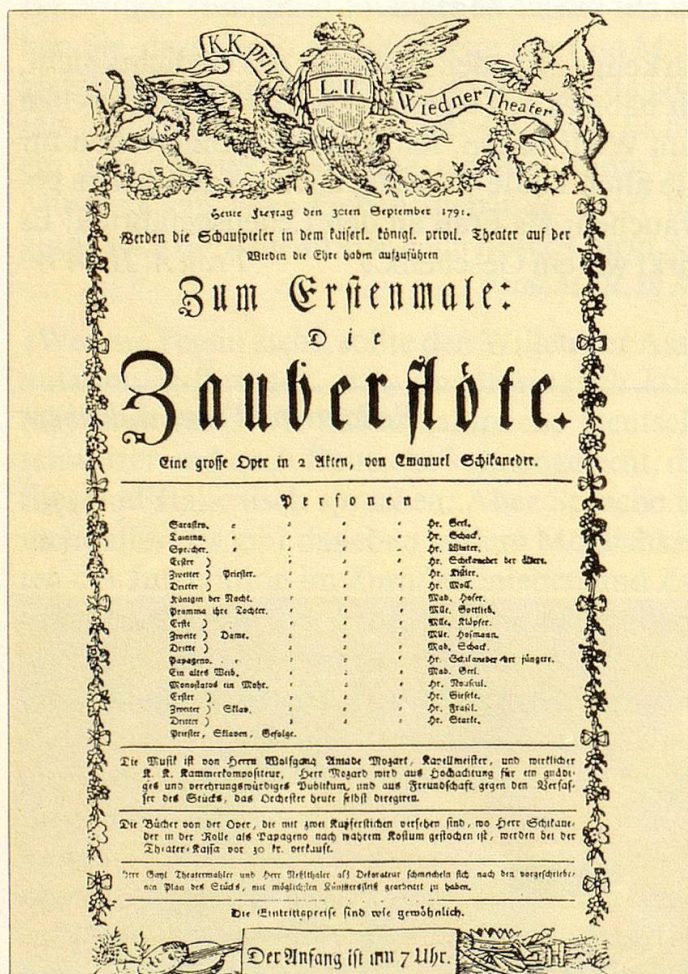 K.K. priv.
L. II.
Wiedner Theater
Heute Freytag den 30ten September 1791.
Werden die Schauspieler in dem kaiserl. königl. privil. Theater auf der
Wieden die Ehre haben aufzuführen
Zum Erstenmale:
Die
Zauberflöte.
Eine grosse Oper in 2 Akten, von Emanuel Schikaneder.
Personen
Sarastro. Hr. Gerl.
Tamino. Hr. Schack.
Sprecher. Hr. Winter.
Erster ) Hr. Schikaneder der ältere.
Zweiter ) Priester. Hr. Kistler.
Dritter ) Hr. Moll.
Königin der Nacht. Mad. Hofer.
Pramina ihre Tochter. Mlle. Gottlieb.
Erste ) Mlle. Klöpfer.
Zweite ) Dame. Mlle. Hofmann.
Dritte ) Mad. Schack.
Papageno. Hr. Schikaneder der jüngere.
Ein altes Weib. Mad. Gerl.
Monostatos ein Mohr. Hr. Nouseul.
Erster ) Hr. Gieseke.
Zweiter ) Sklav. Hr. Frasel.
Dritter ) Hr. Starke.
Priester, Sklaven, Gefolge.
Die Musik ist von Herrn Wolfgang Amade Mozart, Kapellmeister, und wirklicher
K. K. Kammerkompositeur. Herr Mozard wird aus Hochachtung für ein gnädi-
ges und verehrungswürdiges Publikum, und aus Freundschaft gegen den Verfas-
ser des Stücks, das Orchester heute selbst dirigiren.
Die Bücher von der Oper, die mit zwei Kupferstichen versehen sind, wo Herr Schikane-
der in der Rolle als Papageno nach wahrem Kostum gestochen ist, werden bei der
Theater-Kassa vor 30 kr. verkauft.
Herr Gayl Theatermahler und Herr Neßlthaler als Dekorateur schmeicheln sich nach den vorgeschriebe-
nen Plan des Stücks, mit möglichsten Künstlersfleiß gearbeitet zu haben.
Die Eintrittspreise sind wie gewöhnlich.
Der Anfang ist um 7 Uhr.